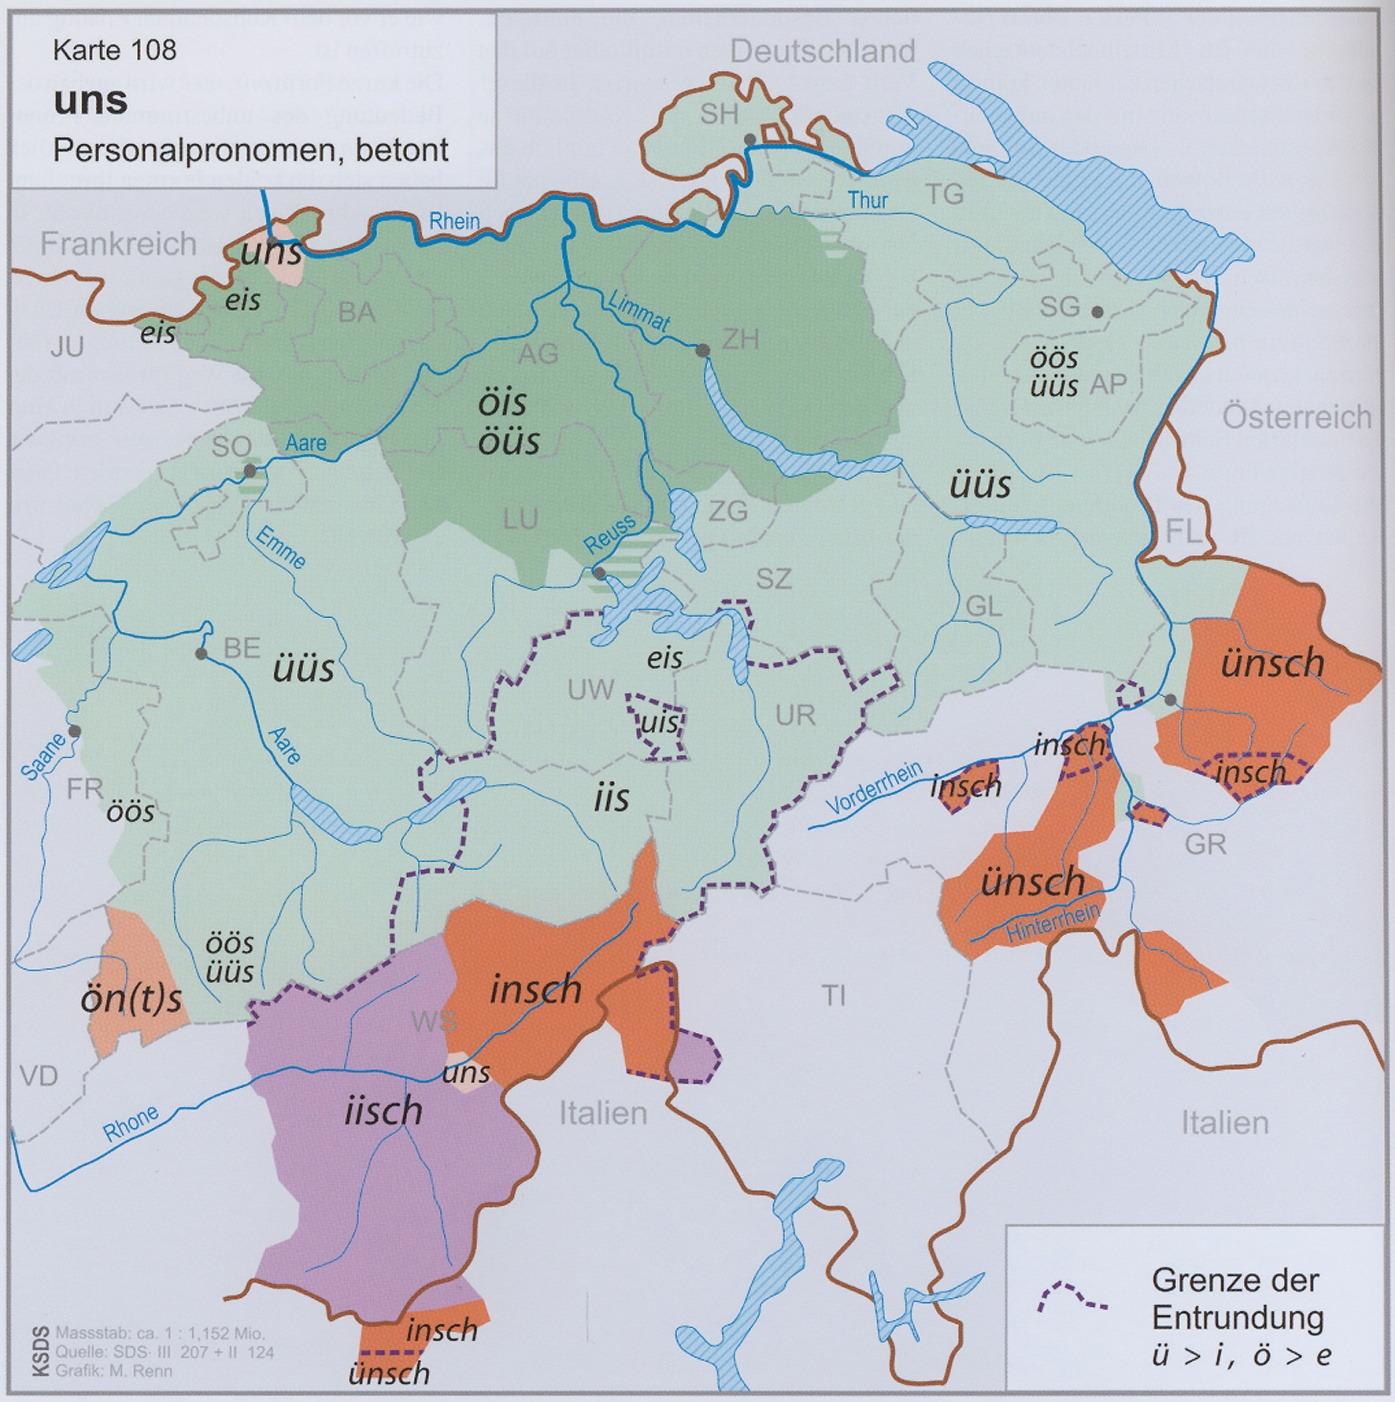 Karte 108
uns
Personalpronomen, betont
Deutschland
SH
Thur
TG
Rhein
Frankreich
uns
eis
eis
BA
JU
Limmat
ZH
AG
SG
öös
üüs
AP
Österreich
öis
öüs
SO
Aare
üüs
LU
ZG
Reuss
FL
Emme
SZ
GL
BE
üüs
eis
UW
uis
UR
ünsch
Saane
Aare
FR
öös
iis
Vorderrhein
insch
insch
insch
GR
ünsch
Hinterrhein
öös
üüs
ön(t)s
insch
TI
WS
uns
VD
Rhone
iisch
Italien
Italien
insch
ünsch
Grenze der
Entrundung
ü > i, ö > e
KSDS
Massstab: ca. 1 : 1,152 Mio.
Quelle: SDS III 207 + II 124
Grafik: M. Renn